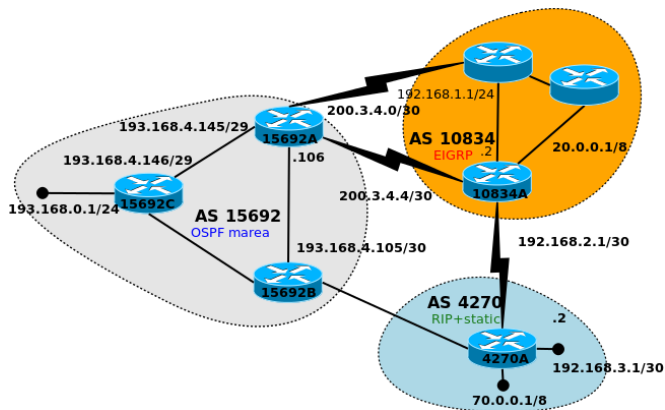 192.168.1.1/24
200.3.4.0/30
193.168.4.145/29
15692A
AS 10834
EIGRP
.2
20.0.0.1/8
193.168.4.146/29
.106
10834A
200.3.4.4/30
193.168.0.1/24
15692C
AS 15692
OSPF marea
192.168.2.1/30
193.168.4.105/30
15692B
AS 4270
RIP+static
.2
4270A
192.168.3.1/30
70.0.0.1/8